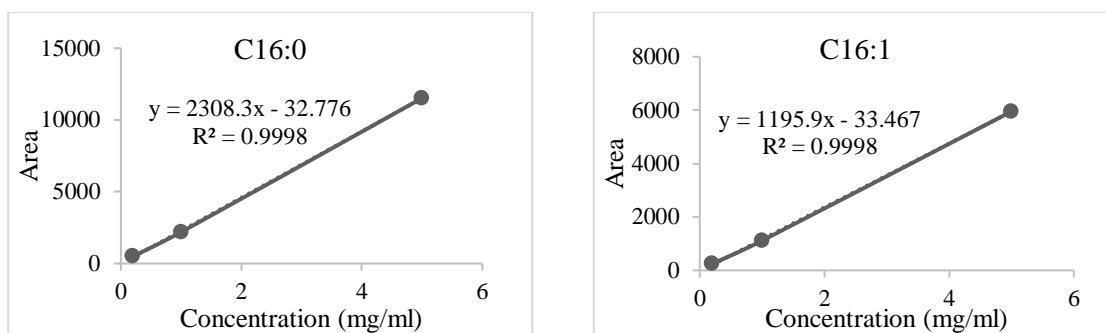 C16:0
y = 2308.3x - 32.776
R² = 0.9998
Area
15000
10000
5000
0
0 2 4 6
Concentration (mg/ml)
C16:1
y = 1195.9x - 33.467
R² = 0.9998
Area
8000
6000
4000
2000
0
0 2 4 6
Concentration (mg/ml)